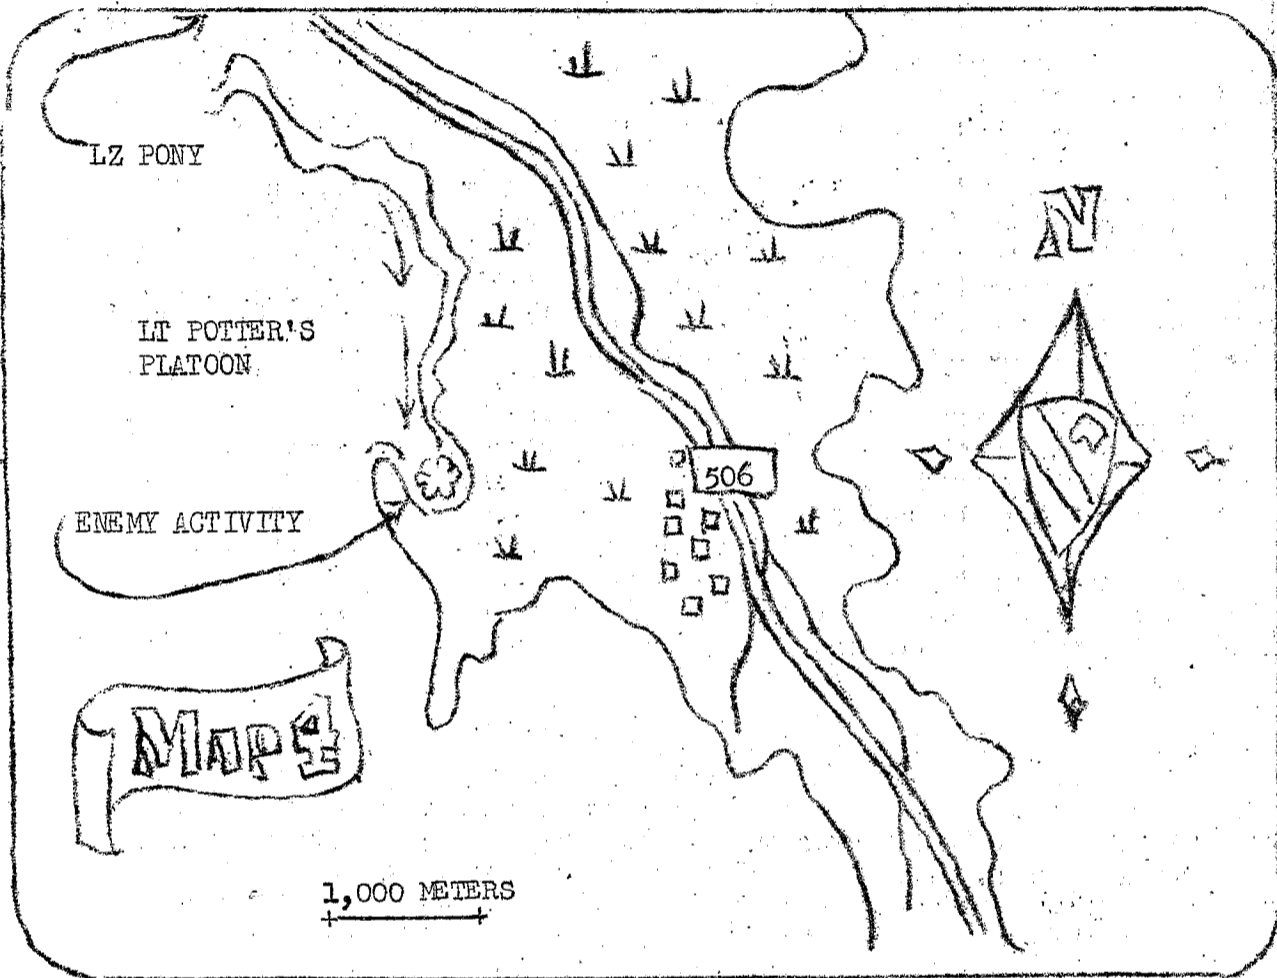 LZ PONY
N
LT POTTER'S
PLATOON
506
ENEMY ACTIVITY
MAP 4
1,000 METERS